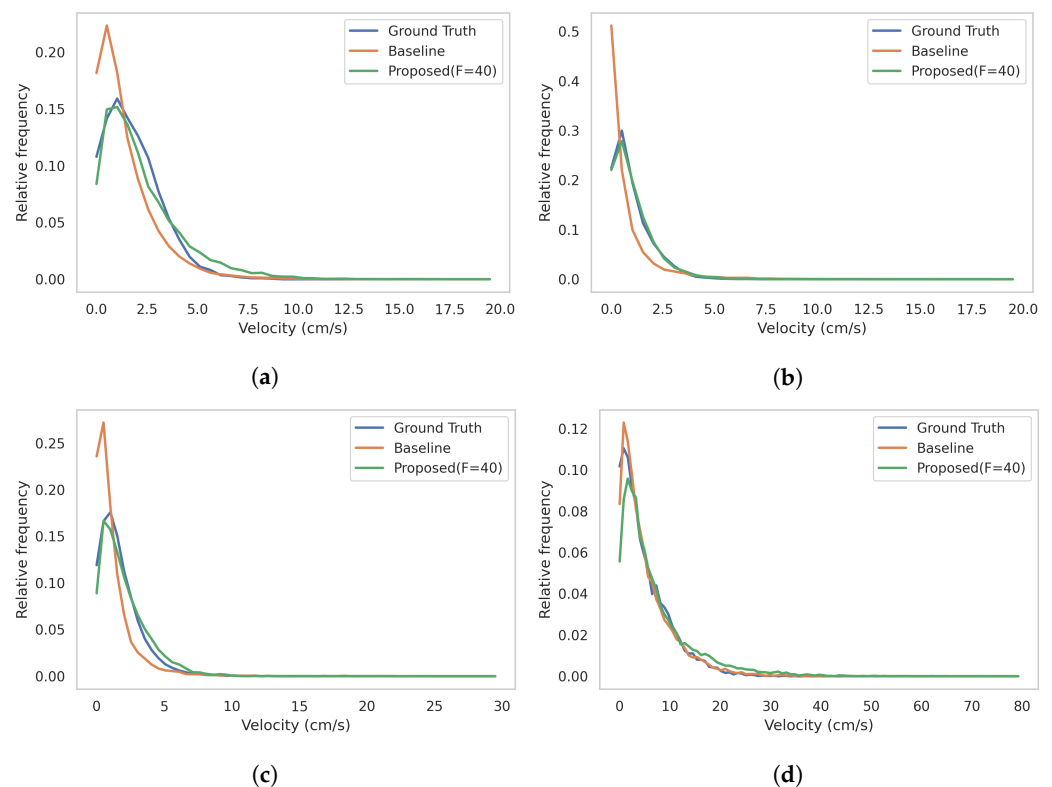 Ground Truth
Baseline
Proposed(F=40)
Relative frequency
0.20
0.15
0.10
0.05
0.00
0.0 2.5 5.0 7.5 10.0 12.5 15.0 17.5 20.0
Velocity (cm/s)
(a)
Ground Truth
Baseline
Proposed(F=40)
Relative frequency
0.5
0.4
0.3
0.2
0.1
0.0
0.0 2.5 5.0 7.5 10.0 12.5 15.0 17.5 20.0
Velocity (cm/s)
(b)
Ground Truth
Baseline
Proposed(F=40)
Relative frequency
0.25
0.20
0.15
0.10
0.05
0.00
0 5 10 15 20 25 30
Velocity (cm/s)
(c)
Ground Truth
Baseline
Proposed(F=40)
Relative frequency
0.12
0.10
0.08
0.06
0.04
0.02
0.00
0 10 20 30 40 50 60 70 80
Velocity (cm/s)
(d)